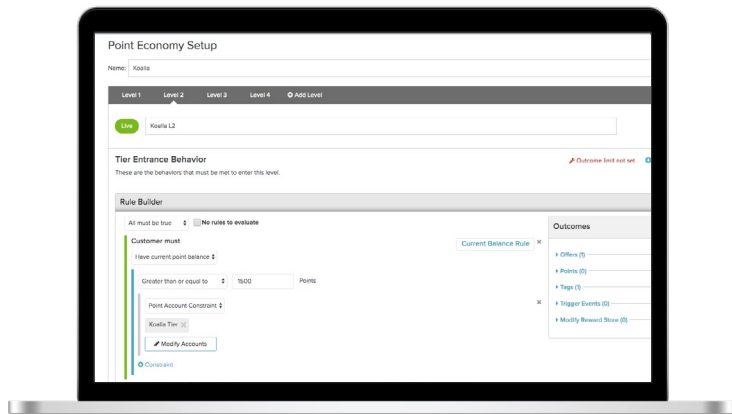 Point Economy Setup
Name: Koalla
Level 1 Level 2 Level 3 Level 4 Add Level
Live Koalla L2
Tier Entrance Behavior
Outcome limit not set
These are the behaviors that must be met to enter this level.
Rule Builder
All must be true No rules to evaluate
Outcomes
Customer must
Current Balance Rule ×
Have current point balance
Offers (1)
Greater than or equal to 1500 Points
Points (0)
Tags (1)
Point Account Constraint ×
Trigger Events (0)
Koalla Tier ×
Modify Reward Store (0)
Modify Accounts
Constraint